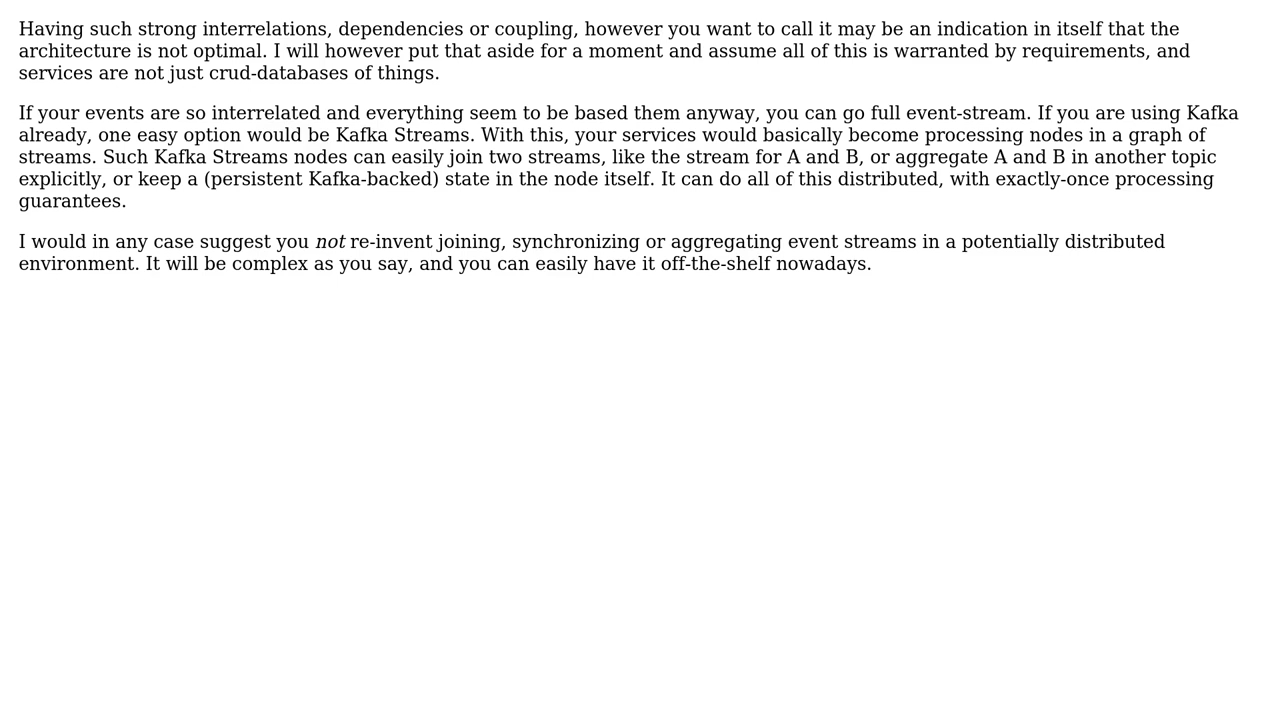 Having such strong interrelations, dependencies or coupling, however you want to call it may be an indication in itself that the
architecture is not optimal. I will however put that aside for a moment and assume all of this is warranted by requirements, and
services are not just crud-databases of things.
If your events are so interrelated and everything seem to be based them anyway, you can go full event-stream. If you are using Kafka
already, one easy option would be Kafka Streams. With this, your services would basically become processing nodes in a graph of
streams. Such Kafka Streams nodes can easily join two streams, like the stream for A and B, or aggregate A and B in another topic
explicitly, or keep a (persistent Kafka-backed) state in the node itself. It can do all of this distributed, with exactly-once processing
guarantees.
I would in any case suggest you not re-invent joining, synchronizing or aggregating event streams in a potentially distributed
environment. It will be complex as you say, and you can easily have it off-the-shelf nowadays.